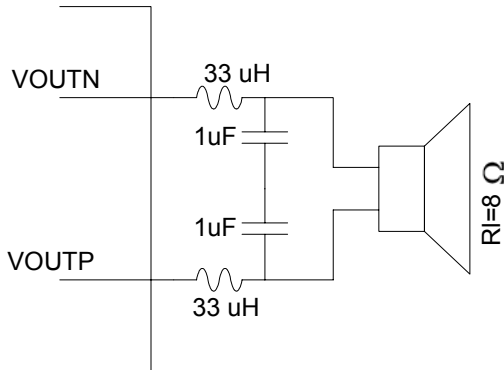 33 uH
VOUTN
1uF
1uF
VOUTP
33 uH
Rl=8 Ω